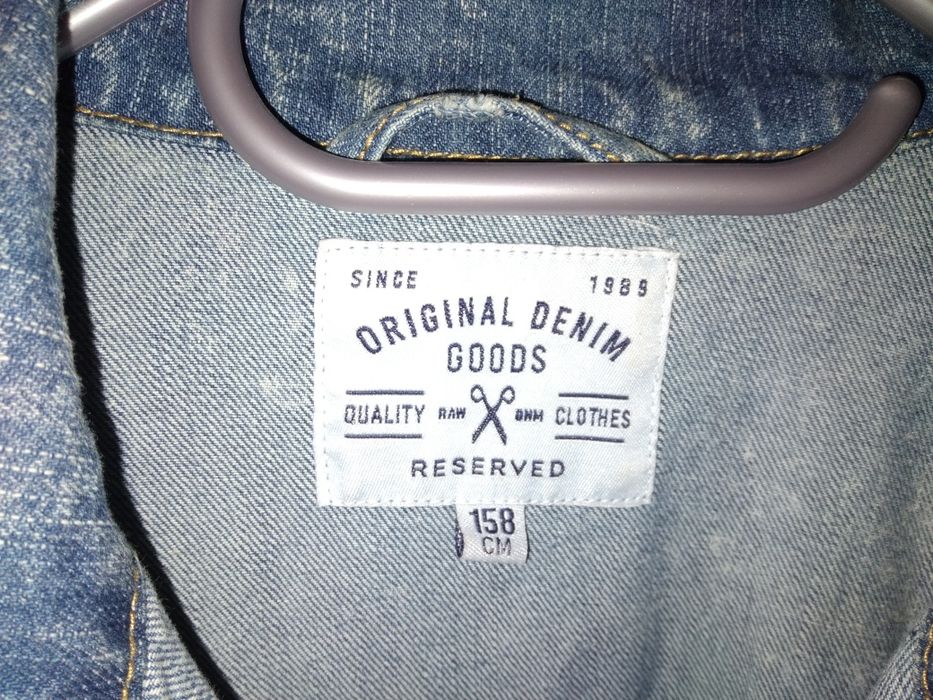 SINCE 1989
ORIGINAL DENIM
GOODS
QUALITY RAW DNM CLOTHES
RESERVED
158
CM